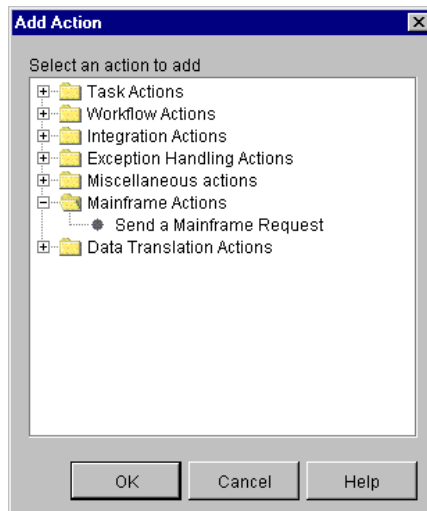 Add Action
Select an action to add
Task Actions
Workflow Actions
Integration Actions
Exception Handling Actions
Miscellaneous actions
Mainframe Actions
Send a Mainframe Request
Data Translation Actions
OK Cancel Help